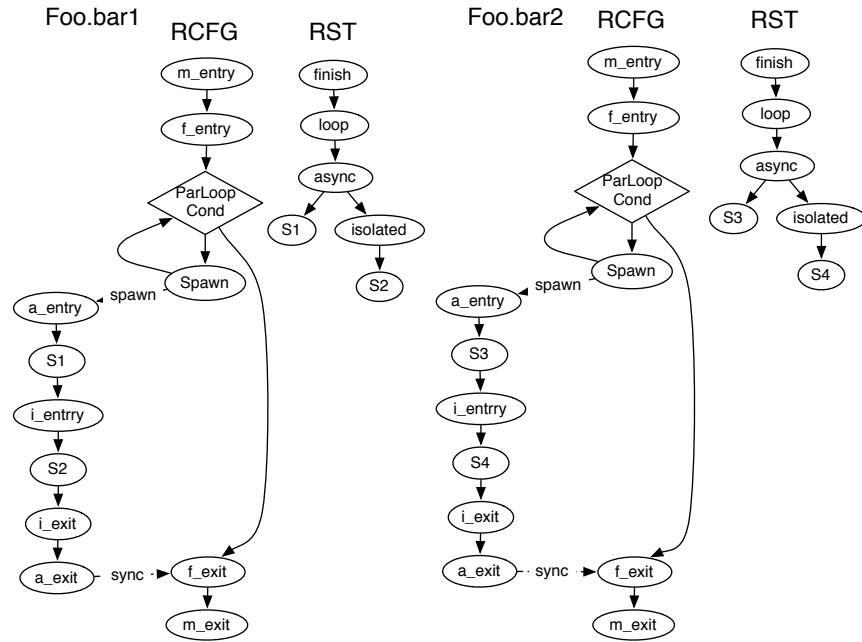 Foo.bar1
RCFG
RST
m_entry
finish
f_entry
loop
ParLoop
Cond
async
S1
isolated
Spawn
S2
spawn
a_entry
S1
i_entrry
S2
i_exit
a_exit
sync
f_exit
m_exit
Foo.bar2
RCFG
RST
m_entry
finish
f_entry
loop
ParLoop
Cond
async
S3
isolated
Spawn
S4
spawn
a_entry
S3
i_entrry
S4
i_exit
a_exit
sync
f_exit
m_exit